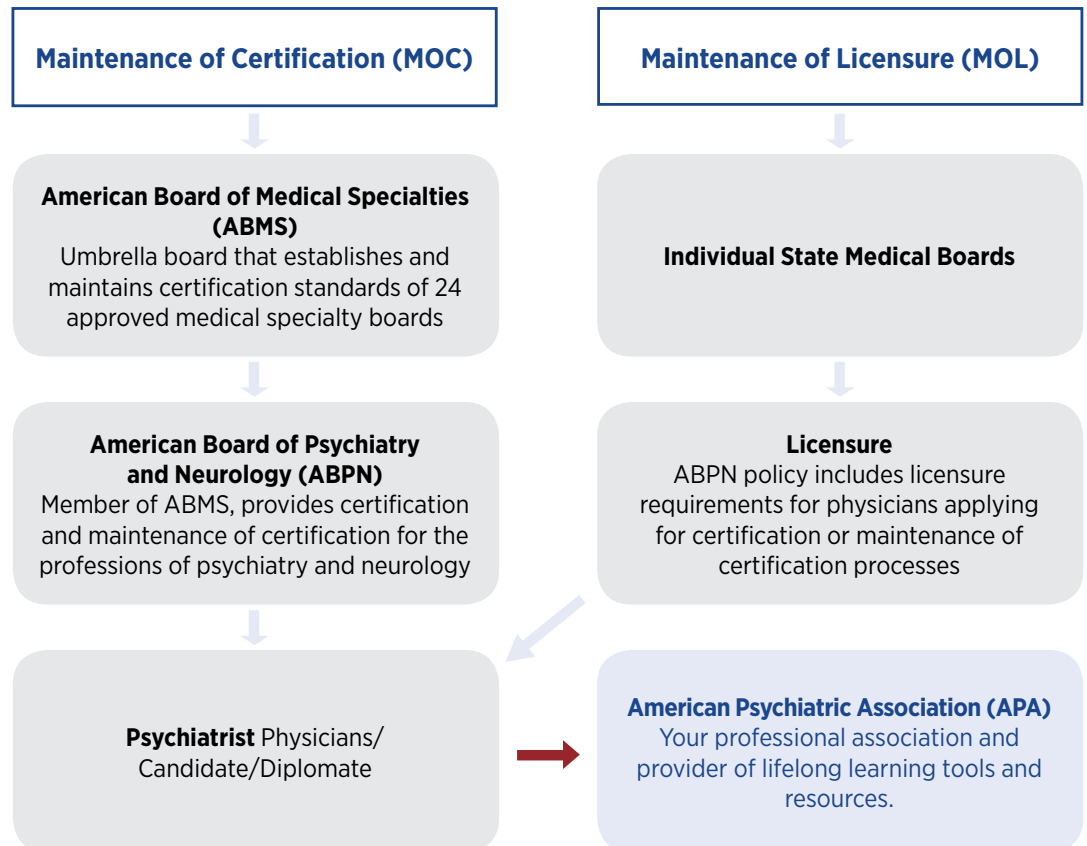 Maintenance of Certification (MOC)
Maintenance of Licensure (MOL)
American Board of Medical Specialties
(ABMS)
Umbrella board that establishes and
maintains certification standards of 24
approved medical specialty boards
Individual State Medical Boards
American Board of Psychiatry
and Neurology (ABPN)
Member of ABMS, provides certification
and maintenance of certification for the
professions of psychiatry and neurology
Licensure
ABPN policy includes licensure
requirements for physicians applying
for certification or maintenance of
certification processes
Psychiatrist Physicians/
Candidate/Diplomate
American Psychiatric Association (APA)
Your professional association and
provider of lifelong learning tools and
resources.